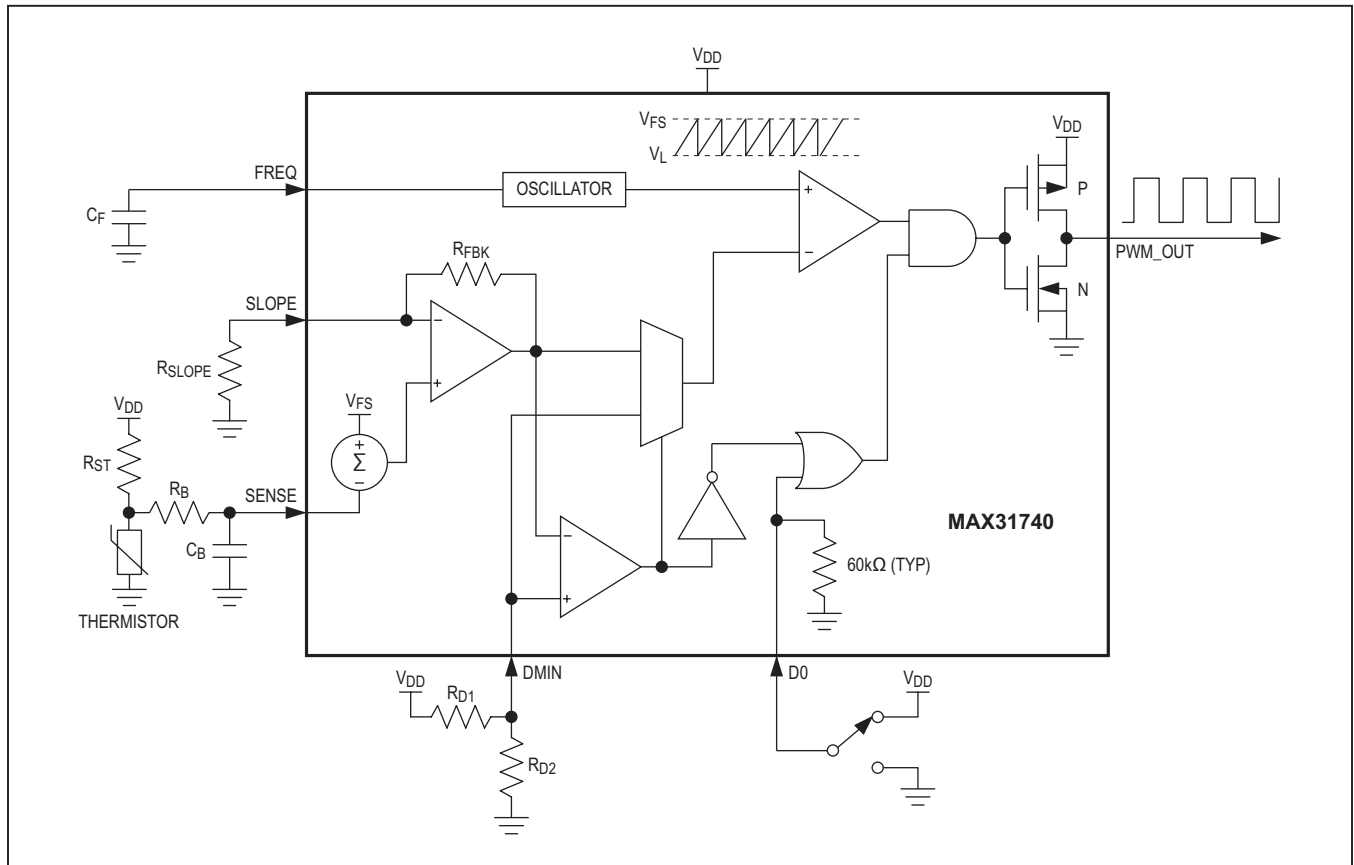 VDD
VFS
VL
VDD
FREQ
OSCILLATOR
+
P
CF
RFBK
−
PWM_OUT
SLOPE
−
N
RSLOPE
+
VDD
VFS
+
Σ
−
RST
RB
SENSE
MAX31740
CB
−
60kΩ (TYP)
+
THERMISTOR
DMIN
D0
VDD
RD1
VDD
RD2